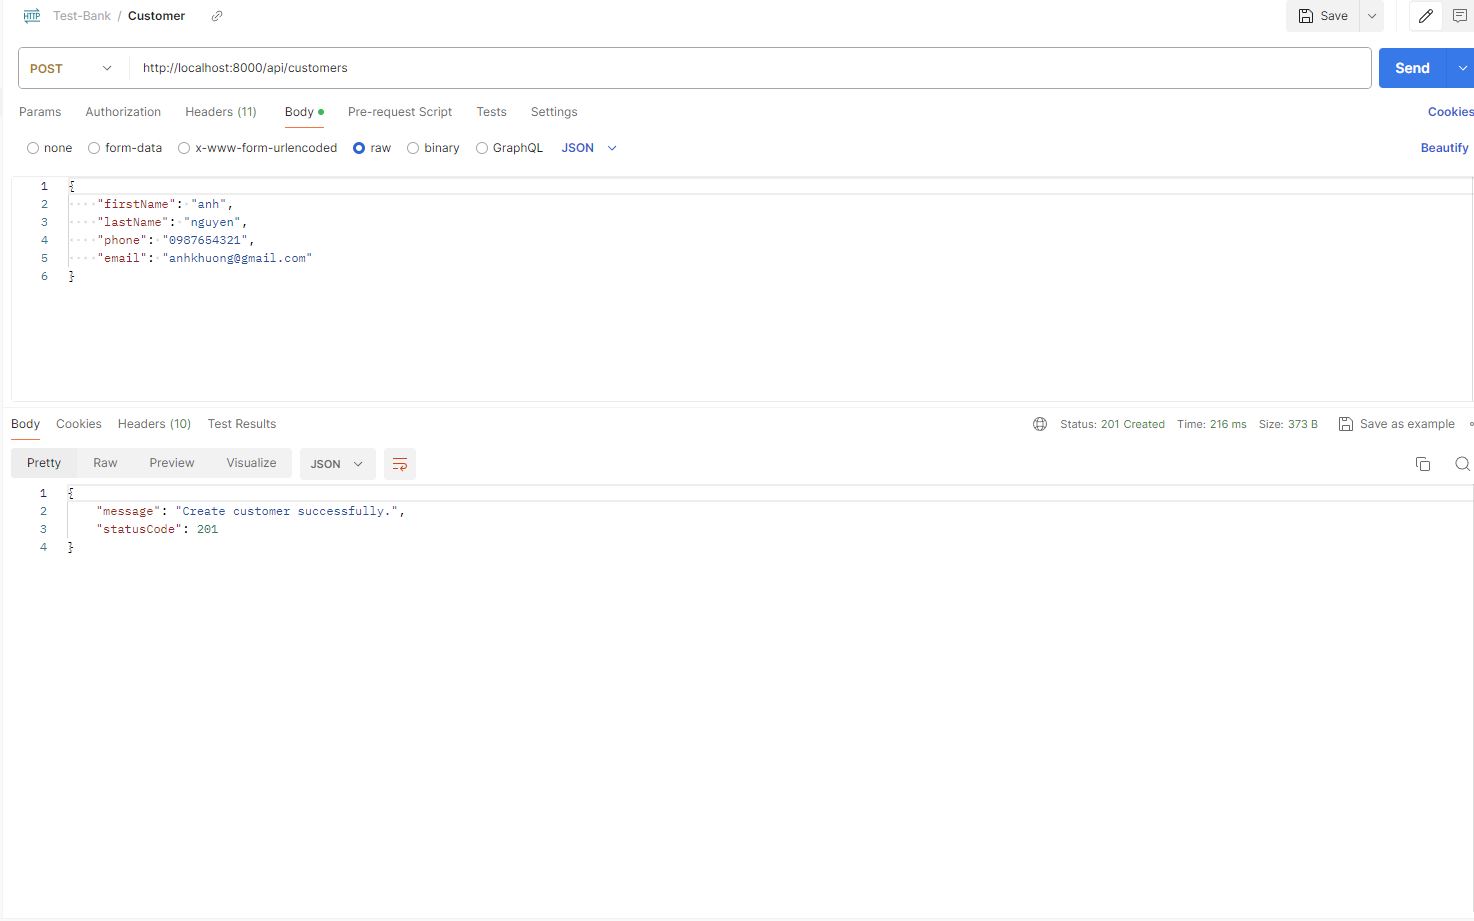 HTTP Test-Bank / Customer Save
POST http://localhost:8000/api/customers Send
Params Authorization Headers (11) Body Pre-request Script Tests Settings Cookies
none form-data x-www-form-urlencoded raw binary GraphQL JSON Beautify
1 {
2 "firstName": "anh",
3 "lastName": "nguyen",
4 "phone": "0987654321",
5 "email": "anhkhuong@gmail.com"
6 }
Body Cookies Headers (10) Test Results Status: 201 Created Time: 216 ms Size: 373 B Save as example
Pretty Raw Preview Visualize JSON
1 {
2 "message": "Create customer successfully.",
3 "statusCode": 201
4 }